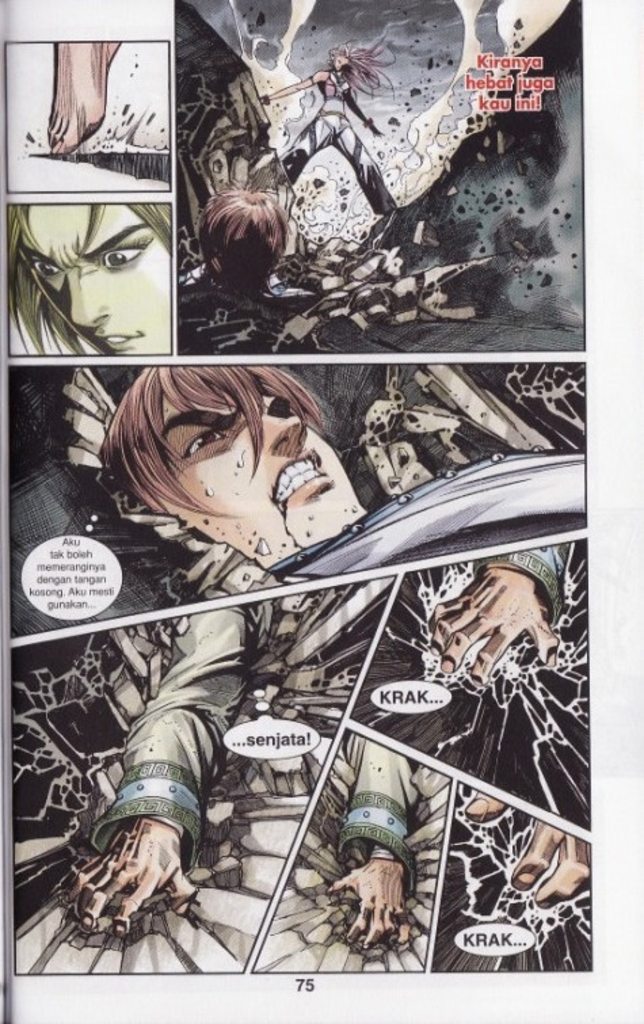 Kiranya
hebat juga
kau ini!
Aku
tak boleh
memeranginya
dengan tangan
kosong. Aku mesti
gunakan...
...senjata!
KRAK...
KRAK...
75